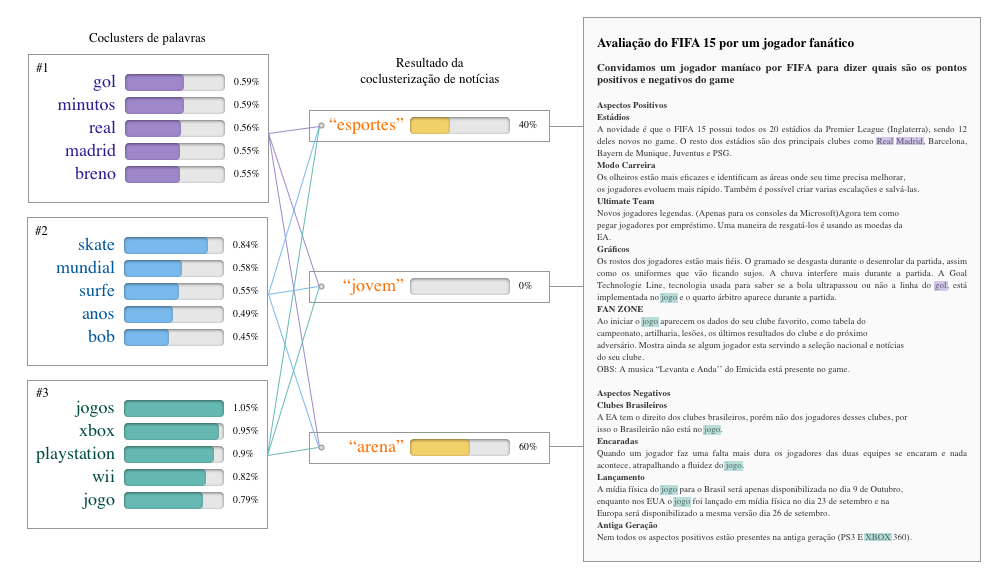 Coclusters de palavras
#1
gol 0.59%
minutos 0.59%
real 0.56%
madrid 0.55%
breno 0.55%
#2
skate 0.84%
mundial 0.58%
surfe 0.55%
anos 0.49%
bob 0.45%
#3
jogos 1.05%
xbox 0.95%
playstation 0.9%
wii 0.82%
jogo 0.79%
Resultado da
coclusterização de notícias
“esportes” 40%
“jovem” 0%
“arena” 60%
Avaliação do FIFA 15 por um jogador fanático
Convidamos um jogador maníaco por FIFA para dizer quais são os pontos
positivos e negativos do game
Aspectos Positivos
Estádios
A novidade é que o FIFA 15 possui todos os 20 estádios da Premier League (Inglaterra), sendo 12
deles novos no game. O resto dos estádios são dos principais clubes como Real Madrid, Barcelona,
Bayern de Munique, Juventus e PSG.
Modo Carreira
Os olheiros estão mais eficazes e identificam as áreas onde seu time precisa melhorar,
os jogadores evoluem mais rápido. Também é possível criar varias escalações e salvá-las.
Ultimate Team
Novos jogadores legendas. (Apenas para os consoles da Microsoft)Agora tem como
pegar jogadores por empréstimo. Uma maneira de resgatá-los é usando as moedas da
EA.
Gráficos
Os rostos dos jogadores estão mais fiéis. O gramado se desgasta durante o desenrolar da partida, assim
como os uniformes que vão ficando sujos. A chuva interfere mais durante a partida. A Goal
Technologie Line, tecnologia usada para saber se a bola ultrapassou ou não a linha do gol, está
implementada no jogo e o quarto árbitro aparece durante a partida.
FAN ZONE
Ao iniciar o jogo aparecem os dados do seu clube favorito, como tabela do
campeonato, artilharia, lesões, os últimos resultados do clube e do próximo
adversário. Mostra ainda se algum jogador esta servindo a seleção nacional e notícias
do seu clube.
OBS: A musica “Levanta e Anda’’ do Emicida está presente no game.
Aspectos Negativos
Clubes Brasileiros
A EA tem o direito dos clubes brasileiros, porém não dos jogadores desses clubes, por
isso o Brasileirão não está no jogo.
Encaradas
Quando um jogador faz uma falta mais dura os jogadores das duas equipes se encaram e nada
acontece, atrapalhando a fluidez do jogo.
Lançamento
A mídia física do jogo para o Brasil será apenas disponibilizada no dia 9 de Outubro,
enquanto nos EUA o jogo foi lançado em mídia física no dia 23 de setembro e na
Europa será disponibilizado a mesma versão dia 26 de setembro.
Antiga Geração
Nem todos os aspectos positivos estão presentes na antiga geração (PS3 E XBOX 360).